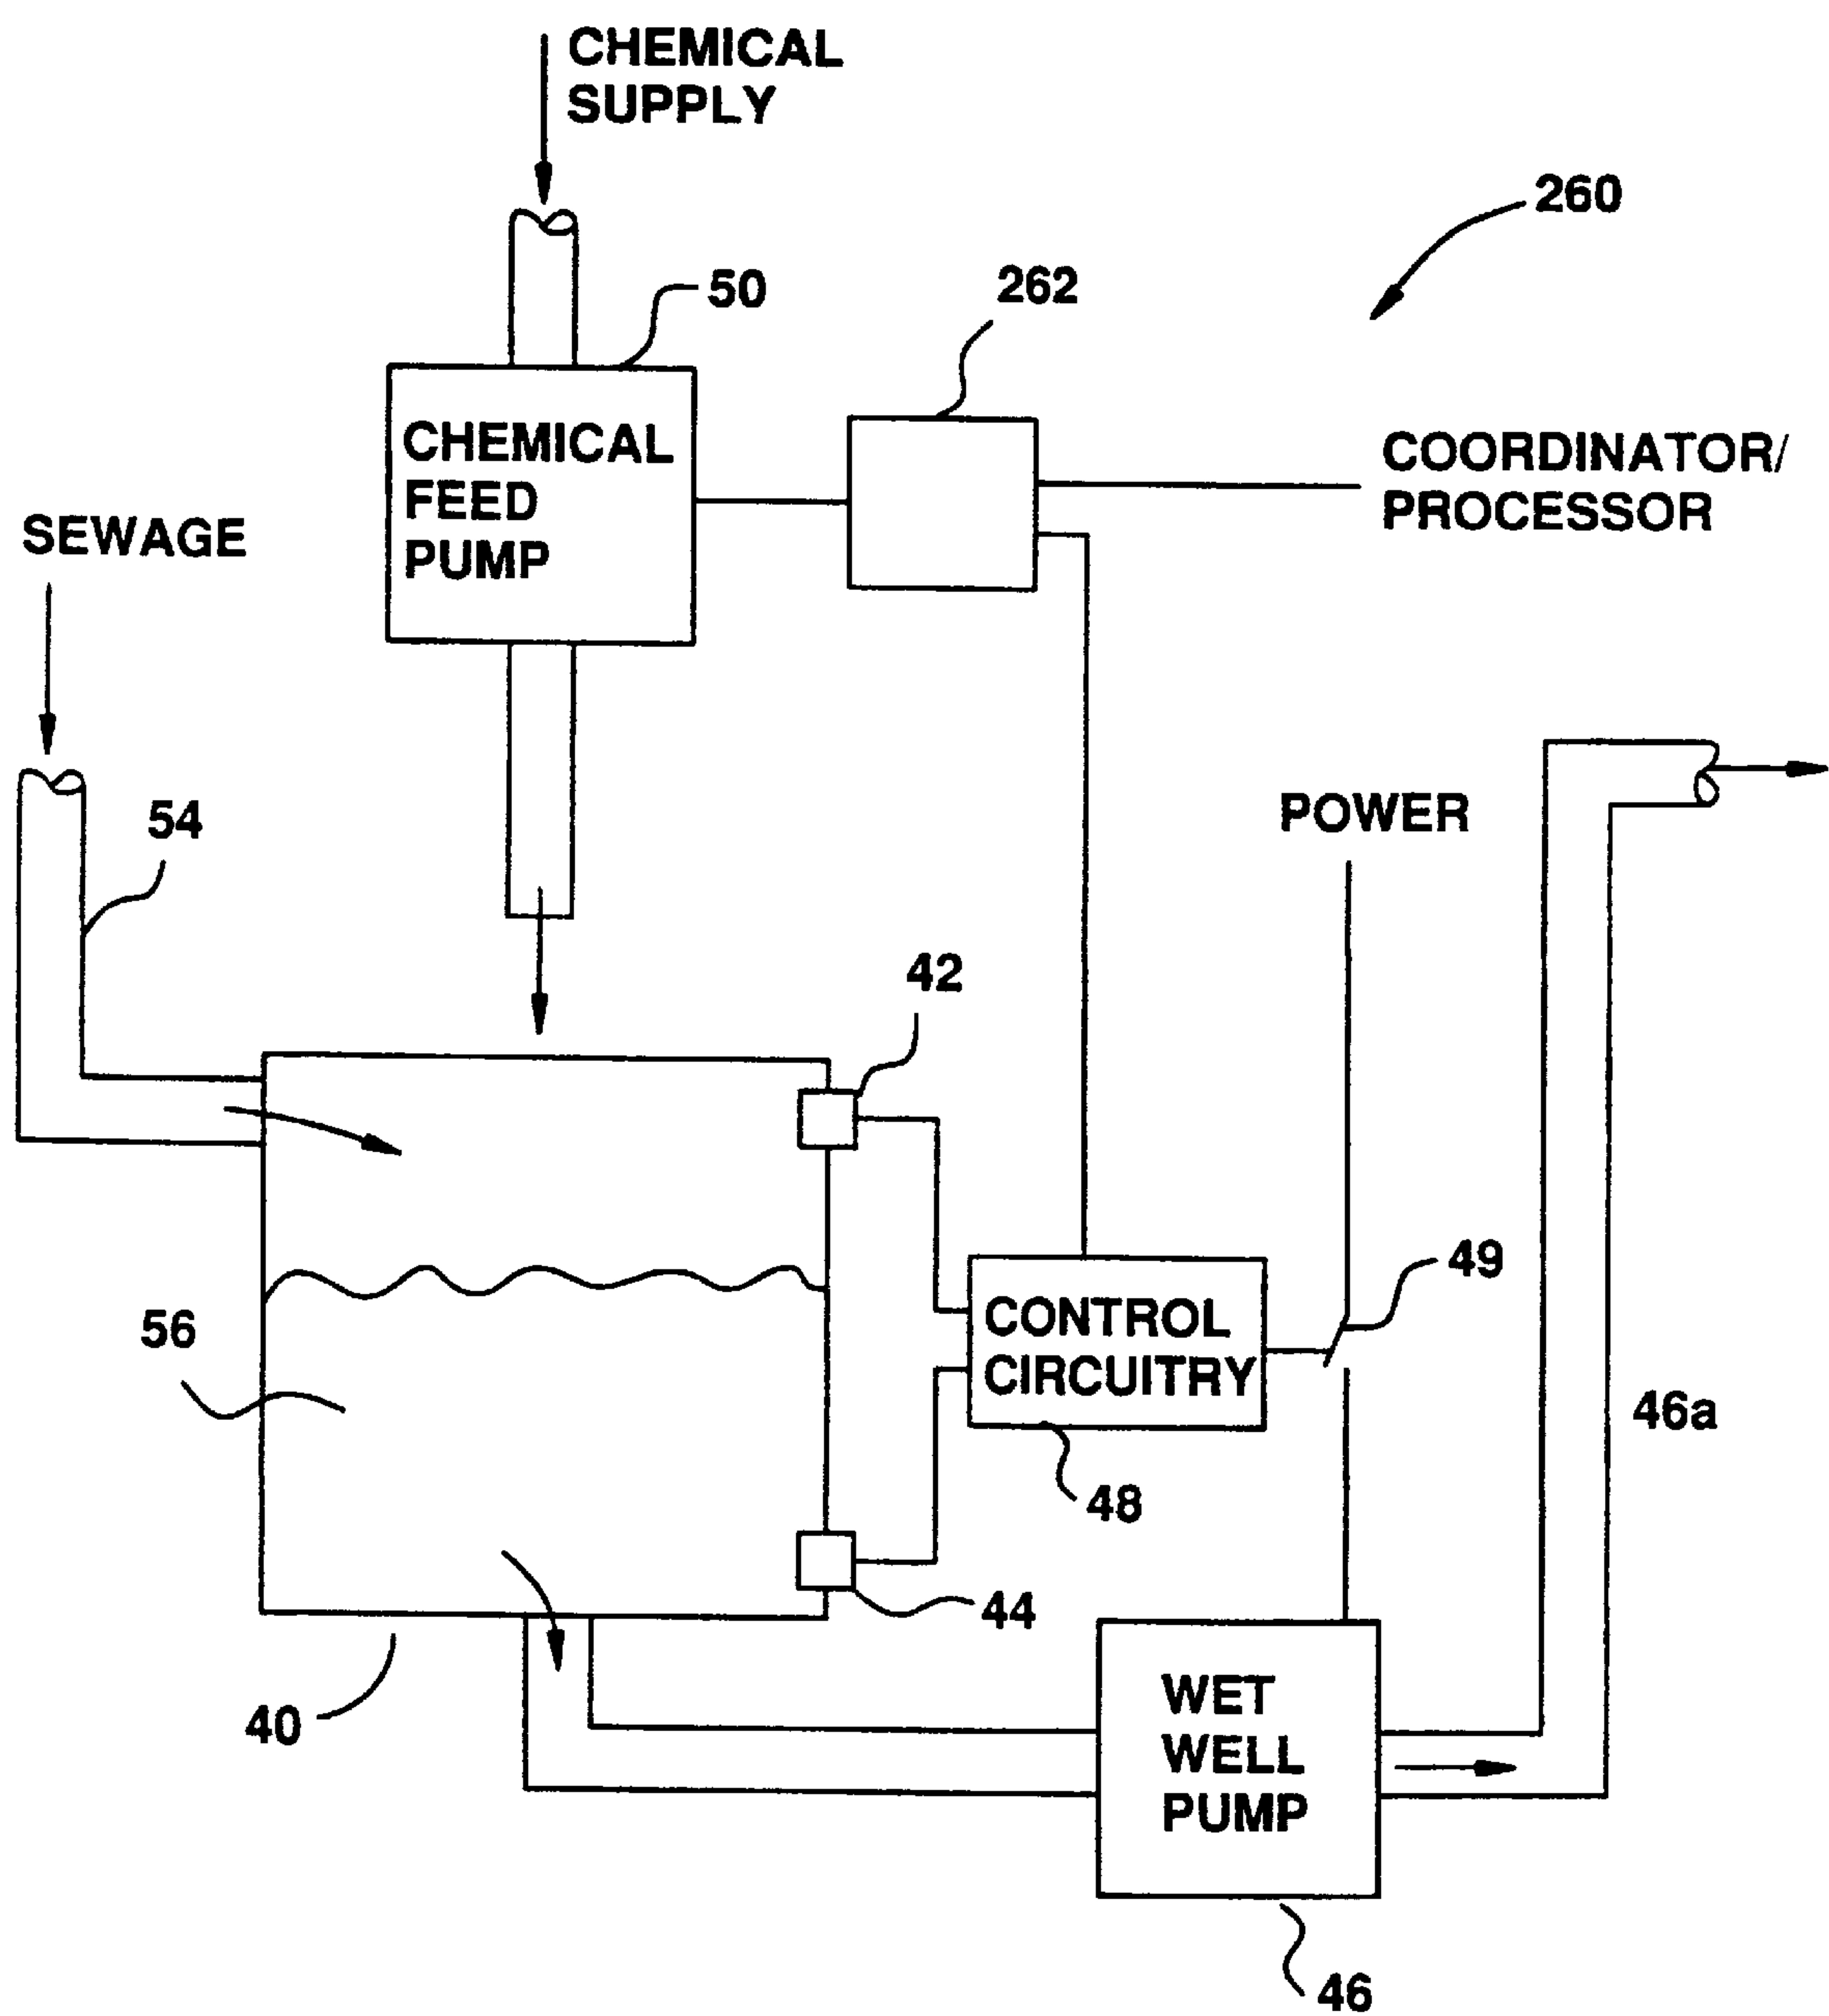 CHEMICAL
SUPPLY
260
50
262
CHEMICAL
FEED
PUMP
COORDINATOR/
PROCESSOR
SEWAGE
54
POWER
42
49
56
CONTROL
CIRCUITRY
46a
48
44
40
WET
WELL
PUMP
46